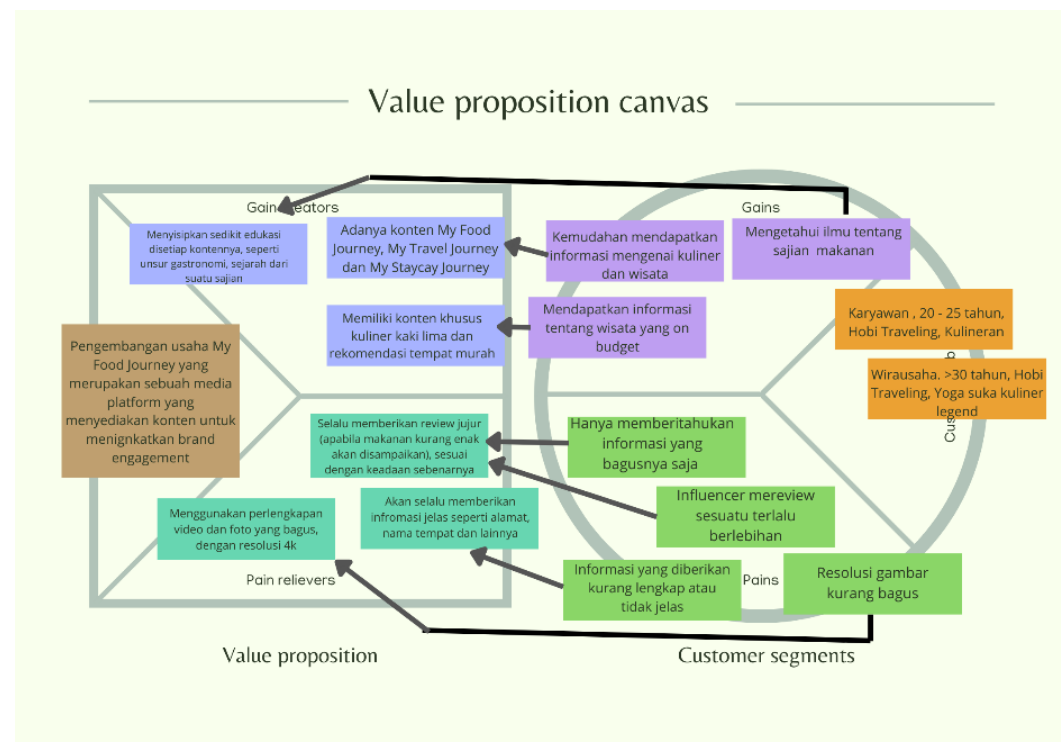 Value proposition canvas
Gain
eators
Menyisipkan sedikit edukasi
disetiap kontennya, seperti
unsur gastronomi, sejarah dari
suatu sajian
Adanya konten My Food
Journey, My Travel Journey
dan My Staycay Journey
Memiliki konten khusus
kuliner kaki lima dan
rekomendasi tempat murah
Pengembangan usaha My
Food Journey yang
merupakan sebuah media
platform yang
menyediakan konten untuk
menignkatkan brand
engagement
Selalu memberikan review jujur
(apabila makanan kurang enak
akan disampaikan), sesuai
dengan keadaan sebenarnya
Akan selalu memberikan
infromasi jelas seperti alamat,
nama tempat dan lainnya
Menggunakan perlengkapan
video dan foto yang bagus,
dengan resolusi 4k
Pain relievers
Value proposition
Gains
Kemudahan mendapatkan
informasi mengenai kuliner
dan wisata
Mengetahui ilmu tentang
sajian makanan
Mendapatkan informasi
tentang wisata yang on
budget
Karyawan , 20 - 25 tahun,
Hobi Traveling, Kulineran
Wirausaha. >30 tahun, Hobi
Traveling, Yoga suka kuliner
legend
Hanya memberitahukan
informasi yang
bagusnya saja
Influencer mereview
sesuatu terlalu
berlebihan
Informasi yang diberikan
kurang lengkap atau
tidak jelas
Pains
Resolusi gambar
kurang bagus
Customer segments